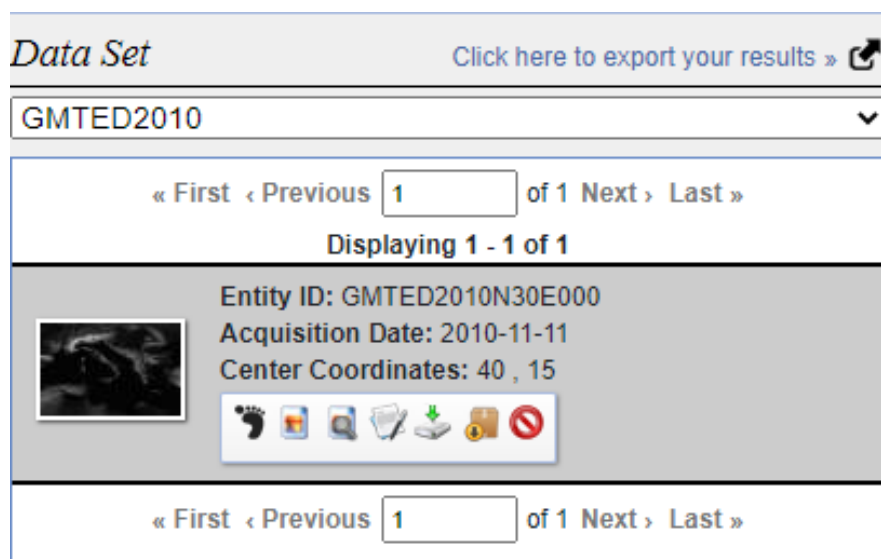 Data Set
Click here to export your results »
GMTED2010
« First ‹ Previous 1 of 1 Next › Last »
Displaying 1 - 1 of 1
Entity ID: GMTED2010N30E000
Acquisition Date: 2010-11-11
Center Coordinates: 40 , 15
« First ‹ Previous 1 of 1 Next › Last »